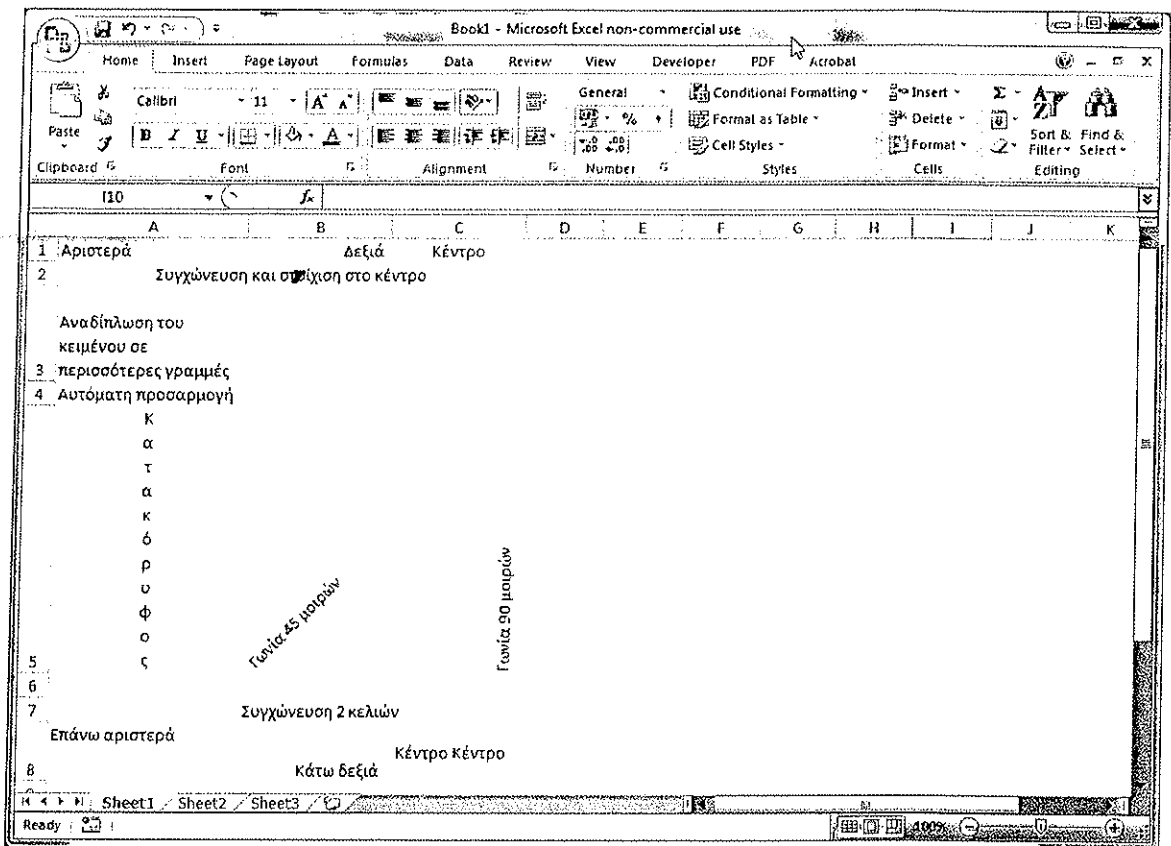 Book1 - Microsoft Excel non-commercial use
Home Insert Page Layout Formulas Data Review View Developer PDF Acrobat
Calibri 11 A A General Conditional Formatting Insert Σ
Paste % Format as Table Delete Sort & Find &
B I U A .00 .00 Cell Styles Format Filter Select
Clipboard Font Alignment Number Styles Cells Editing
I10 fx
A B C D E F G H I J K
1 Αριστερά Δεξιά Κέντρο
2 Συγχώνευση και στοίχιση στο κέντρο
Αναδίπλωση του
κειμένου σε
3 περισσότερες γραμμές
4 Αυτόματη προσαρμογή
Κ
α
τ
α
κ
ό
ρ
υ
φ
ο
5 ς
Γωνία 45 μοιρών
Γωνία 90 μοιρών
6
7 Συγχώνευση 2 κελιών
Επάνω αριστερά
Κέντρο Κέντρο
8 Κάτω δεξιά
Sheet1 Sheet2 Sheet3
Ready 100%